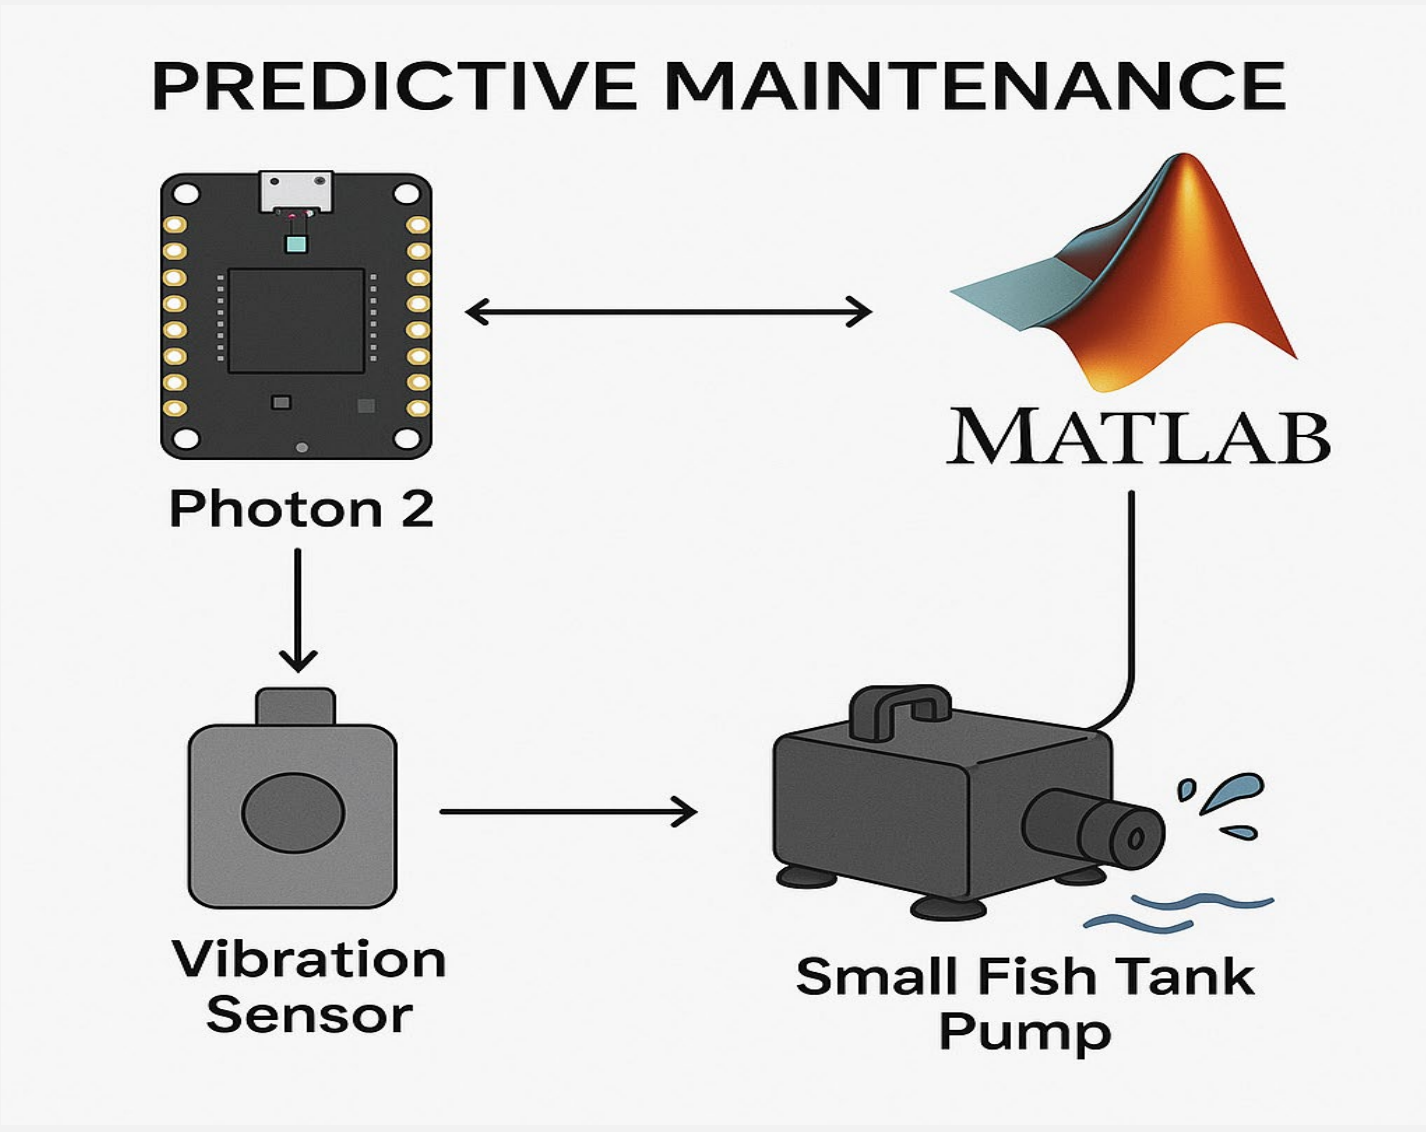 PREDICTIVE MAINTENANCE
Photon 2
MATLAB
Vibration
Sensor
Small Fish Tank
Pump